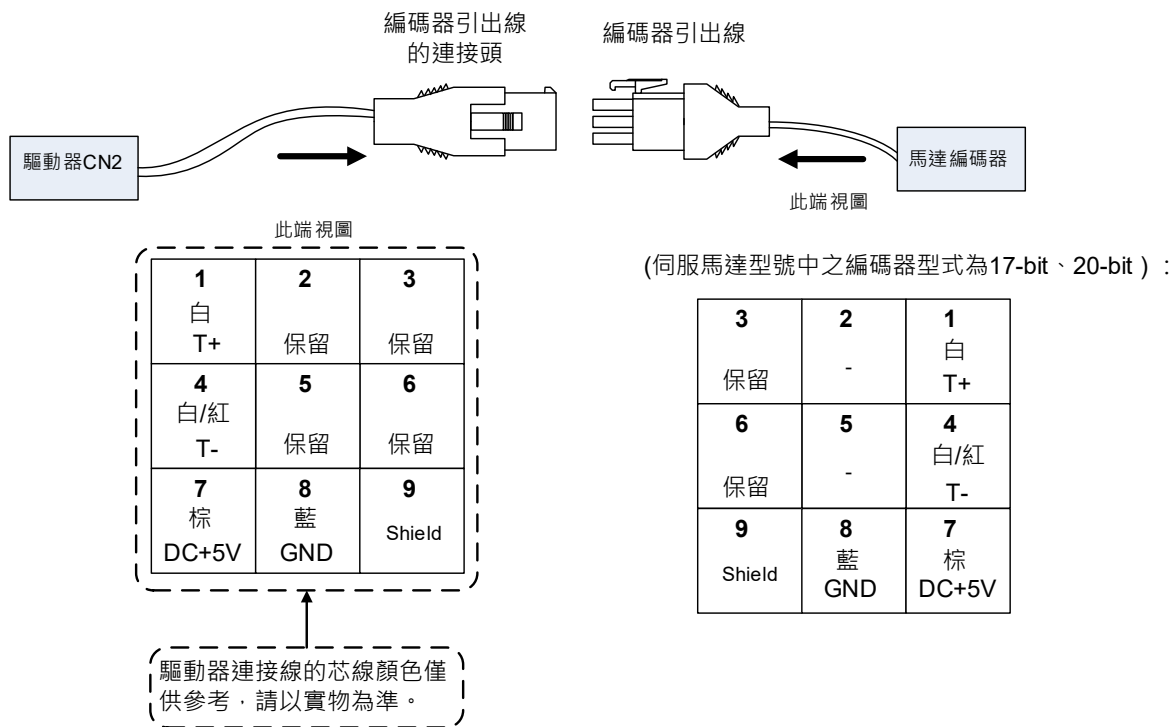 編碼器引出線
的連接頭
編碼器引出線
驅動器CN2
馬達編碼器
此端視圖
此端視圖
(伺服馬達型號中之編碼器型式為17-bit、20-bit)：
1 2 3
白
T+ 保留 保留
4 5 6
白/紅
T- 保留 保留
7 8 9
棕 藍 Shield
DC+5V GND
3 2 1
白
保留 - T+
6 5 4
白/紅
保留 - T-
9 8 7
Shield 藍 棕
GND DC+5V
驅動器連接線的芯線顏色僅
供參考，請以實物為準。